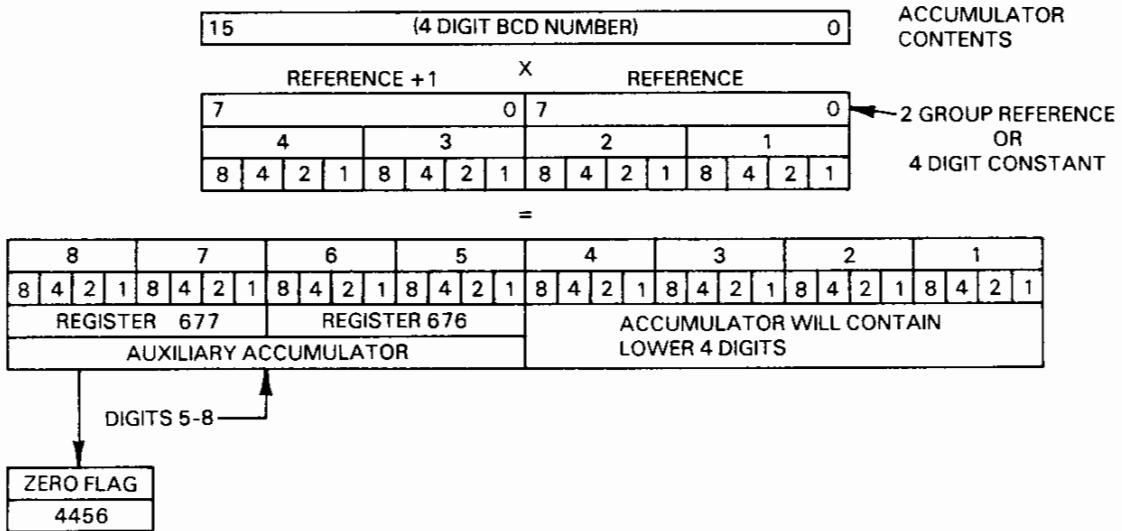 15 (4 DIGIT BCD NUMBER) 0
ACCUMULATOR
CONTENTS
X
REFERENCE +1 REFERENCE
7 0 7 0
2 GROUP REFERENCE
OR
4 DIGIT CONSTANT
4 3 2 1
8 4 2 1 8 4 2 1 8 4 2 1 8 4 2 1
=
8 7 6 5 4 3 2 1
8 4 2 1 8 4 2 1 8 4 2 1 8 4 2 1 8 4 2 1 8 4 2 1 8 4 2 1 8 4 2 1
REGISTER 677 REGISTER 676
AUXILIARY ACCUMULATOR
ACCUMULATOR WILL CONTAIN
LOWER 4 DIGITS
DIGITS 5-8
ZERO FLAG
4456